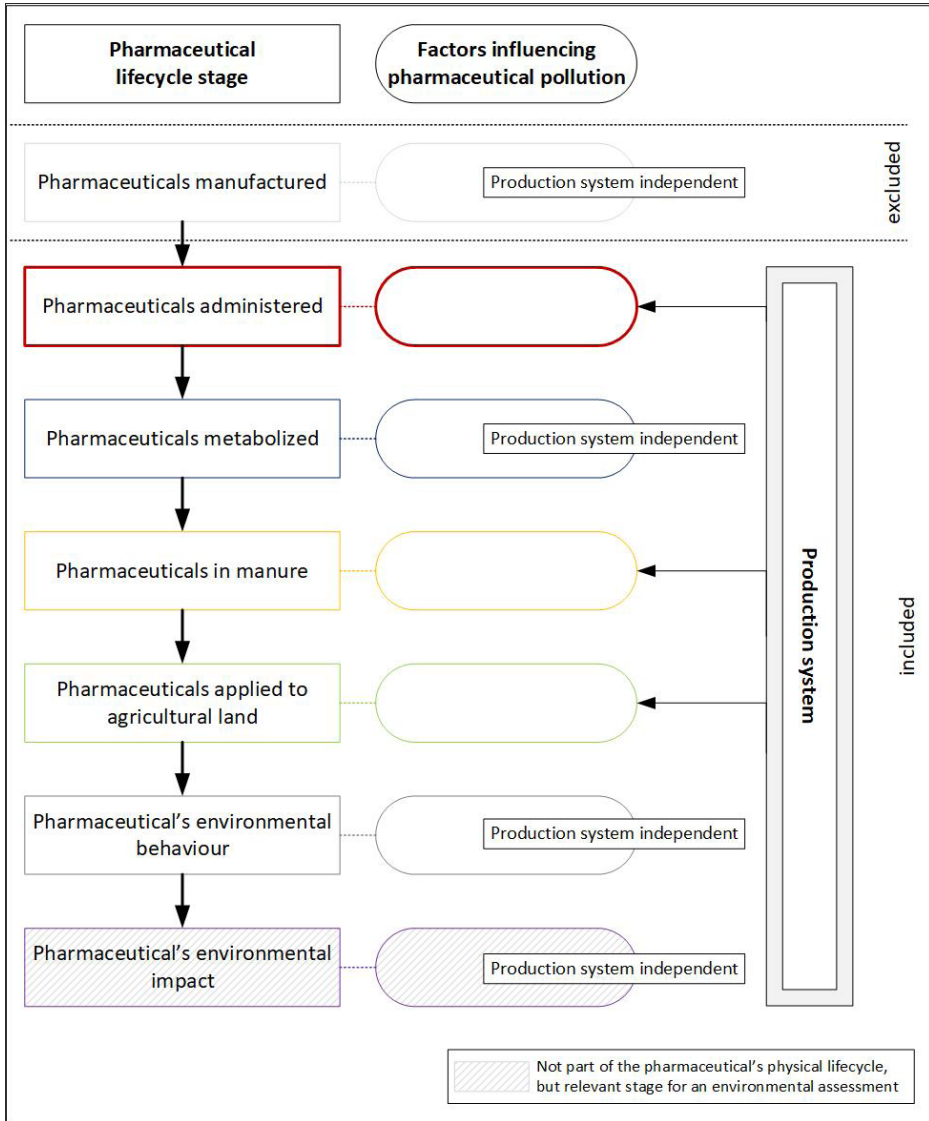 Pharmaceutical
lifecycle stage
Factors influencing
pharmaceutical pollution
Pharmaceuticals manufactured
Production system independent
excluded
Pharmaceuticals administered
Pharmaceuticals metabolized
Production system independent
Pharmaceuticals in manure
Pharmaceuticals applied to
agricultural land
Production system
included
Pharmaceutical’s environmental
behaviour
Production system independent
Pharmaceutical’s environmental
impact
Production system independent
Not part of the pharmaceutical’s physical lifecycle,
but relevant stage for an environmental assessment